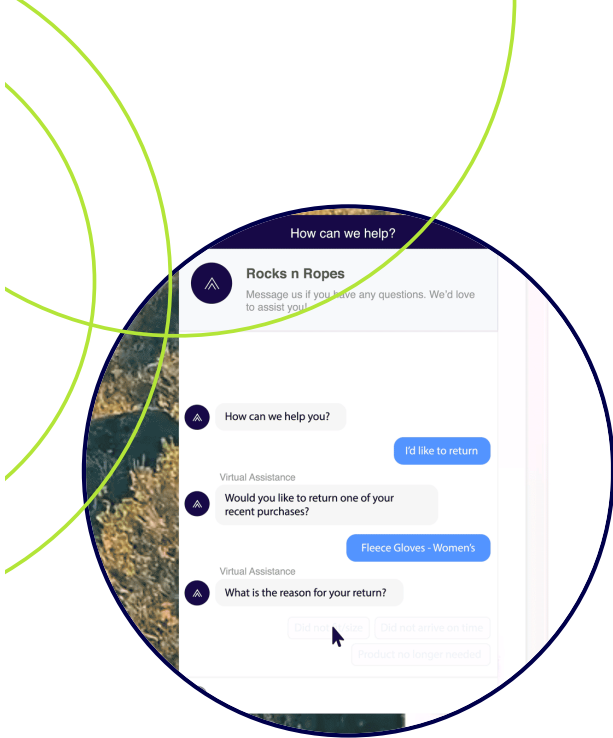 How can we help?
Rocks n Ropes
Message us if you have any questions. We'd love
to assist you!
How can we help you?
I'd like to return
Virtual Assistance
Would you like to return one of your
recent purchases?
Fleece Gloves - Women's
Virtual Assistance
What is the reason for your return?
Did not Did not arrive on time
Product no longer needed